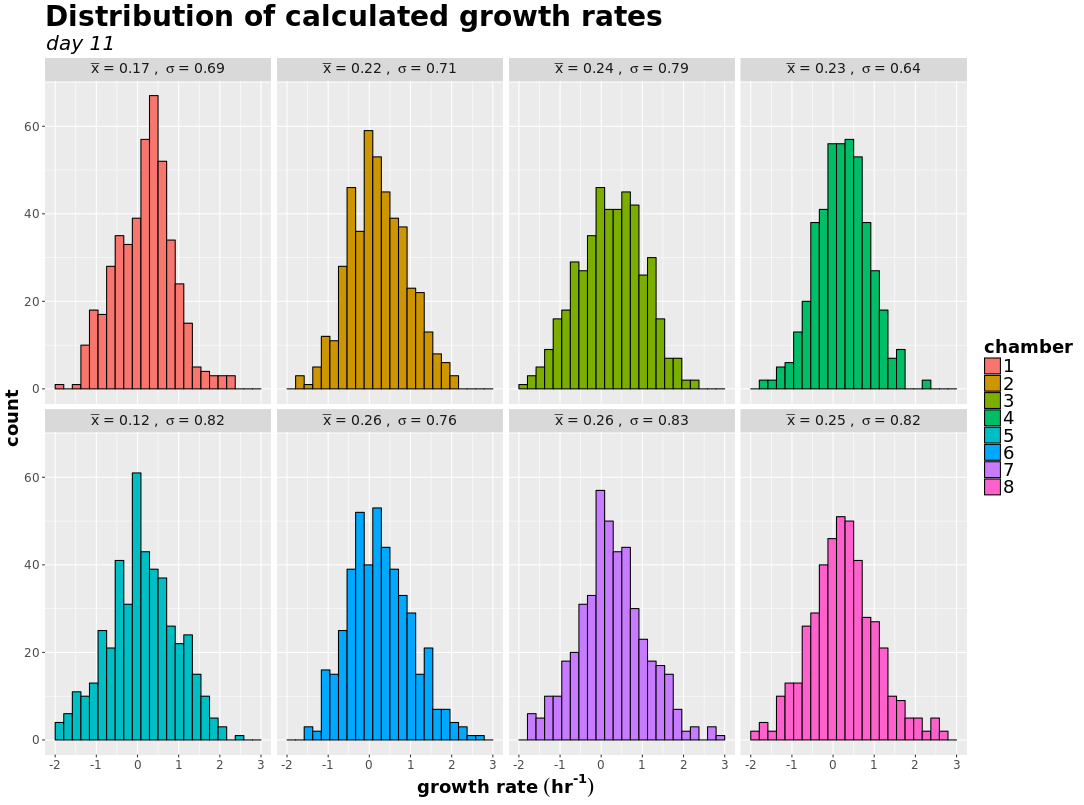 Distribution of calculated growth rates
day 11
x̅ = 0.17 , σ = 0.69
x̅ = 0.22 , σ = 0.71
x̅ = 0.24 , σ = 0.79
x̅ = 0.23 , σ = 0.64
60
40
20
0
x̅ = 0.12 , σ = 0.82
x̅ = 0.26 , σ = 0.76
x̅ = 0.26 , σ = 0.83
x̅ = 0.25 , σ = 0.82
60
40
20
0
-2 -1 0 1 2 3
-2 -1 0 1 2 3
-2 -1 0 1 2 3
-2 -1 0 1 2 3
count
growth rate (hr⁻¹)
chamber
1
2
3
4
5
6
7
8